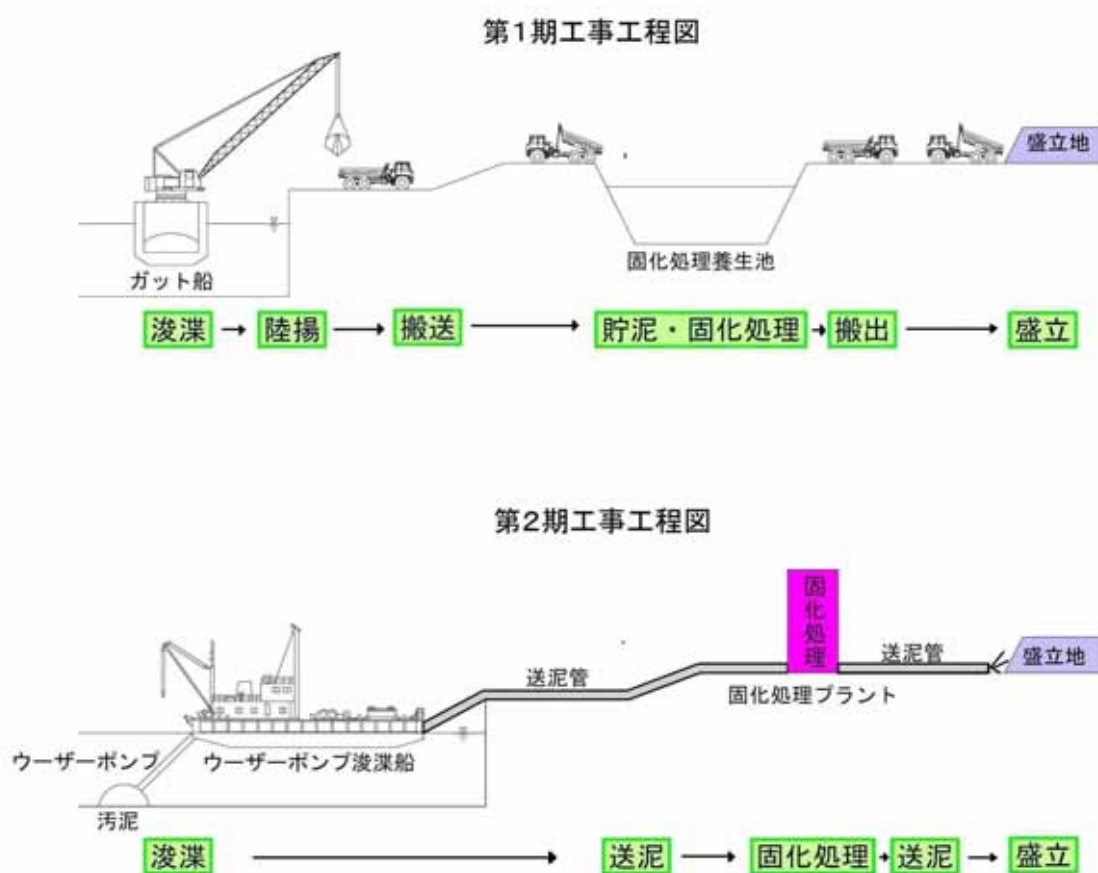 第1期工事工程図
盛立地
ガット船
固化処理養生池
浚渫 → 陸揚 → 搬送 → 貯泥・固化処理 → 搬出 → 盛立
第2期工事工程図
固化処理
送泥管
送泥管
盛立地
固化処理プラント
ウーザーポンプ
ウーザーポンプ浚渫船
汚泥
浚渫 → 送泥 → 固化処理 → 送泥 → 盛立